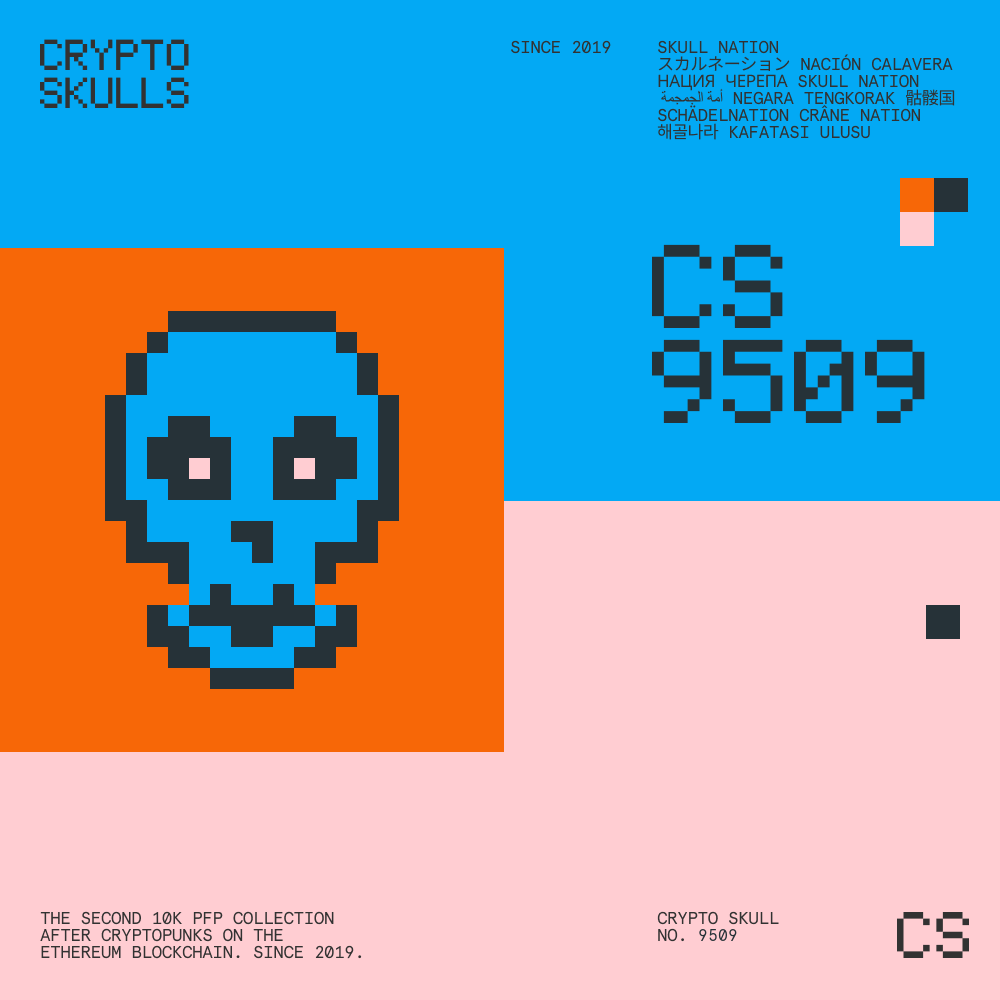 CRYPTO
SKULLS
SINCE 2019
SKULL NATION
スカルネーション NACIÓN CALAVERA
НАЦИЯ ЧЕРЕПА SKULL NATION
أمة الجمجمة NEGARA TENGKORAK 骷髅国
SCHÄDELNATION CRÂNE NATION
해골나라 KAFATASI ULUSU
CS
9509
THE SECOND 10K PFP COLLECTION
AFTER CRYPTOPUNKS ON THE
ETHEREUM BLOCKCHAIN. SINCE 2019.
CRYPTO SKULL
NO. 9509
CS